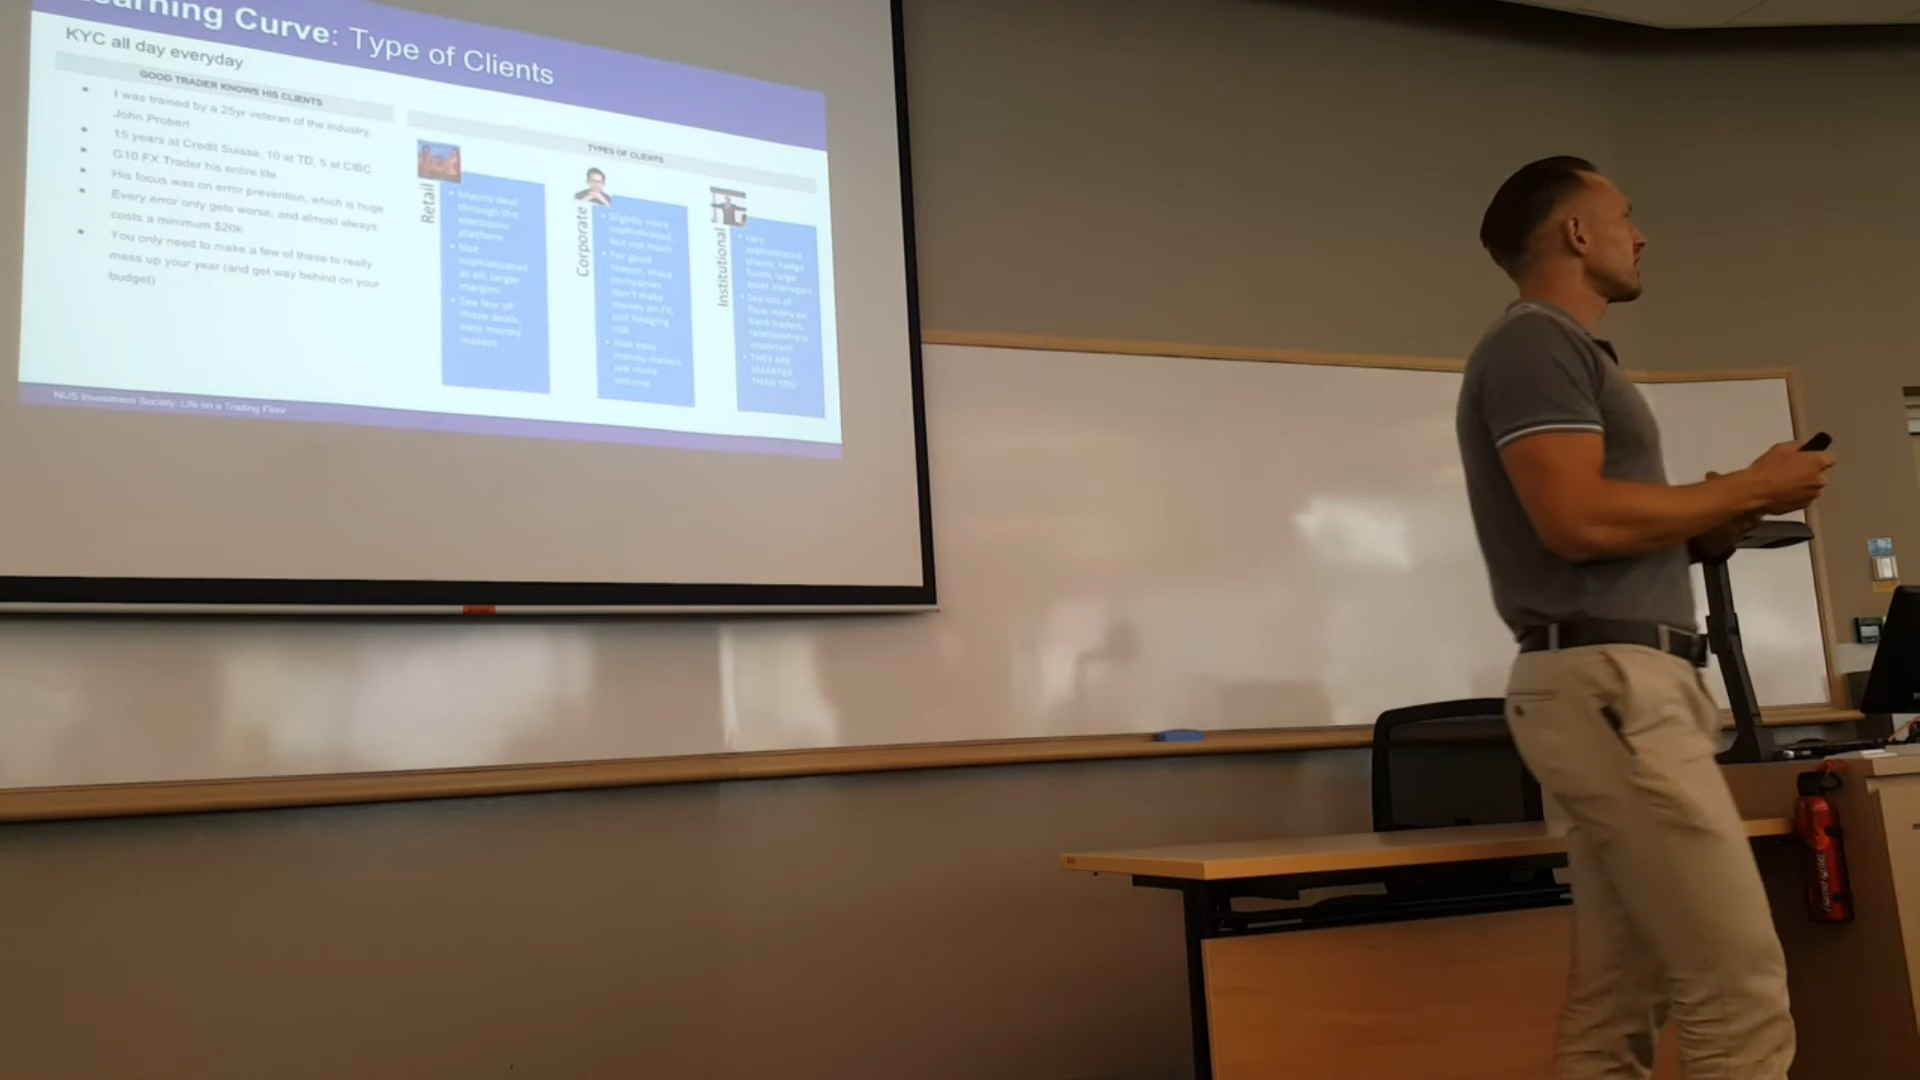 arning Curve: Type of Clients
KYC all day everyday
GOOD TRADER KNOWS HIS CLIENTS
• I was trained by a 25yr veteran of the industry,
John Probert
• 15 years at Credit Suisse, 10 at TD, 5 at CIBC
• G10 FX Trader his entire life
• His focus was on error prevention, which is huge
• Every error only gets worse, and almost always
costs a minimum $20k
• You only need to make a few of these to really
mess up your year (and get way behind on your
budget)
TYPES OF CLIENTS
Retail
• Mainly deal
through the
electronic
platform
• Not
sophisticated
at all, larger
margins
• See few of
these deals,
easy money
makers
Corporate
• Slightly more
sophisticated,
but not much
• For good
reason, these
companies
don't make
money on FX,
just hedging
risk
• Also easy
money makers,
see more
volume
Institutional
• Very
sophisticated
clients, hedge
funds, large
asset managers
• See lots of
flow, many ex-
bank traders,
relationship is
important
• THEY ARE
SMARTER
THAN YOU
NUS Investment Society: Life on a Trading Floor